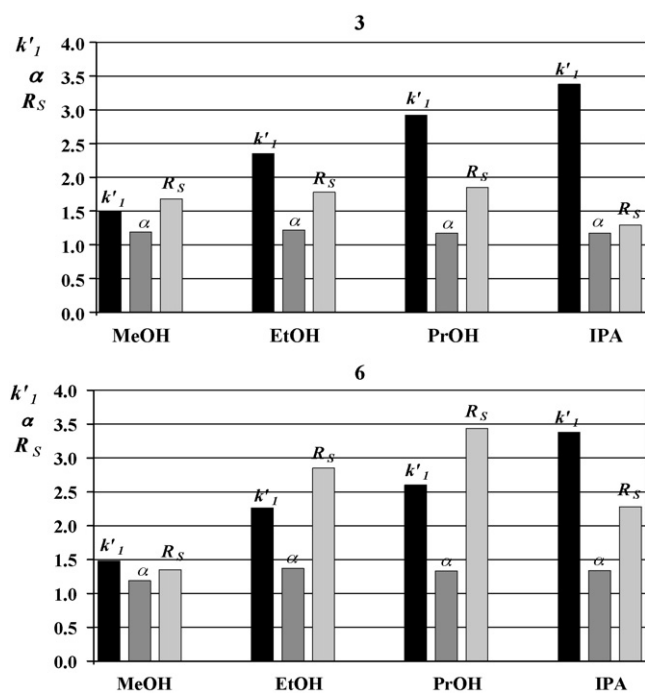 3
k'1
α
RS
4.0
3.5
3.0
2.5
2.0
1.5
1.0
0.5
0.0
k'1
α
RS
k'1
α
RS
k'1
α
RS
k'1
α
RS
MeOH EtOH PrOH IPA
6
k'1
α
RS
4.0
3.5
3.0
2.5
2.0
1.5
1.0
0.5
0.0
k'1
α
RS
k'1
α
RS
k'1
α
RS
k'1
α
RS
MeOH EtOH PrOH IPA